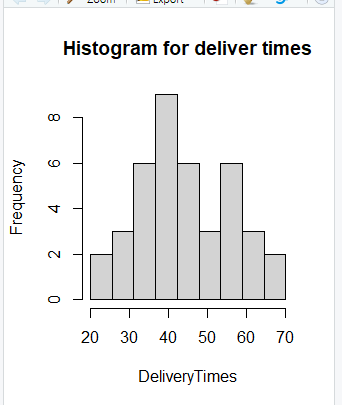 Zoom Export
Histogram for deliver times
Frequency
8
6
4
2
0
20 30 40 50 60 70
DeliveryTimes